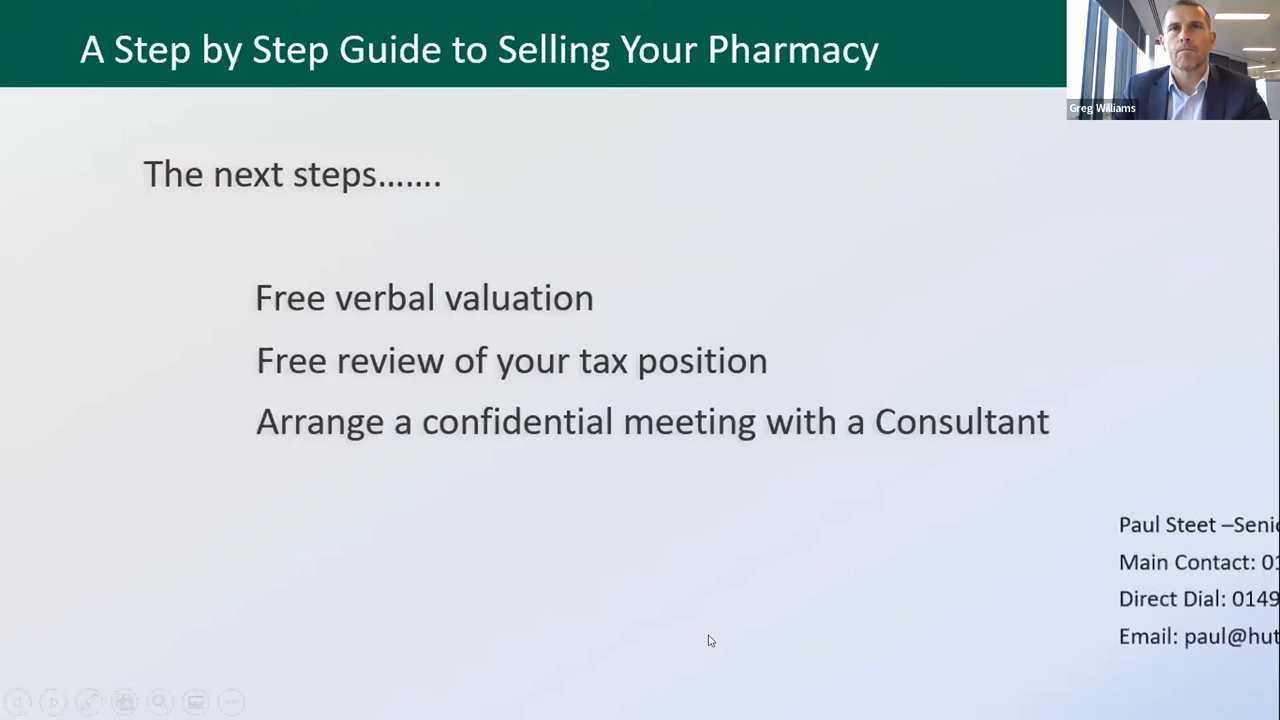 A Step by Step Guide to Selling Your Pharmacy
Greg Williams
The next steps.......
Free verbal valuation
Free review of your tax position
Arrange a confidential meeting with a Consultant
Paul Steet –Senio
Main Contact: 01
Direct Dial: 0149
Email: paul@hut